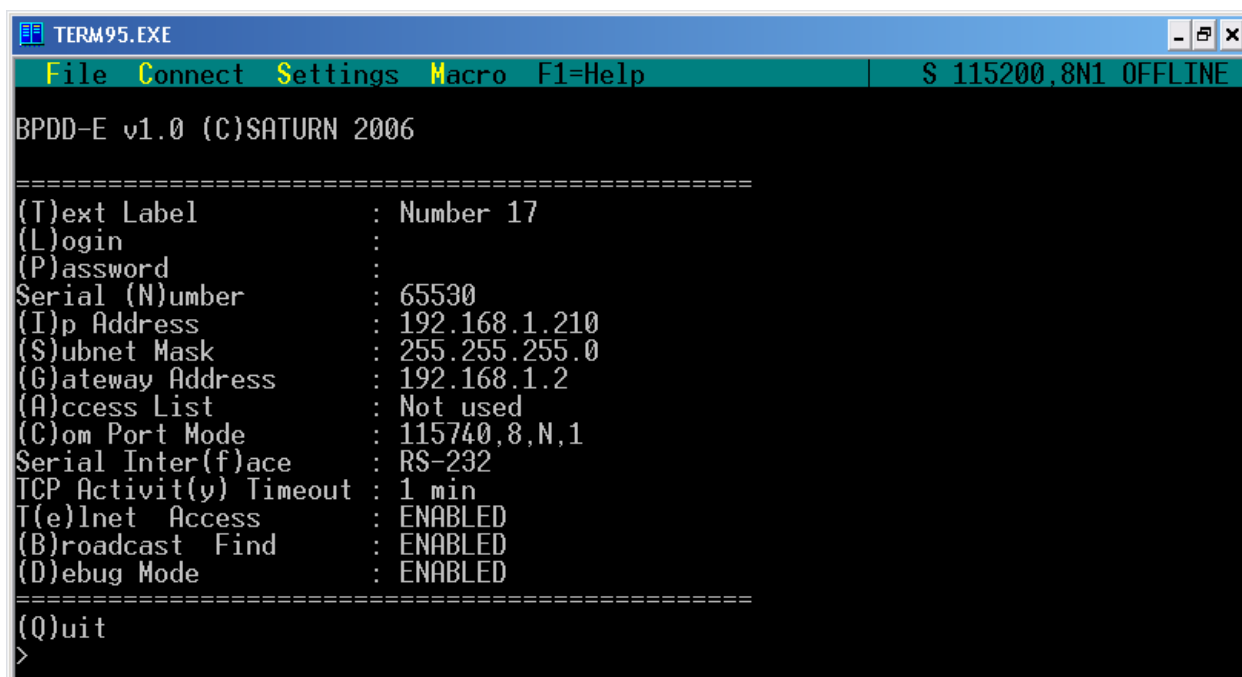 TERM95.EXE
File Connect Settings Macro F1=Help S 115200,8N1 OFFLINE
BPDD-E v1.0 (C)SATURN 2006
================================================
(T)ext Label : Number 17
(L)ogin :
(P)assword :
Serial (N)umber : 65530
(I)p Address : 192.168.1.210
(S)ubnet Mask : 255.255.255.0
(G)ateway Address : 192.168.1.2
(A)ccess List : Not used
(C)om Port Mode : 115740,8,N,1
Serial Inter(f)ace : RS-232
TCP Activit(y) Timeout : 1 min
T(e)lnet Access : ENABLED
(B)roadcast Find : ENABLED
(D)ebug Mode : ENABLED
================================================
(Q)uit
>